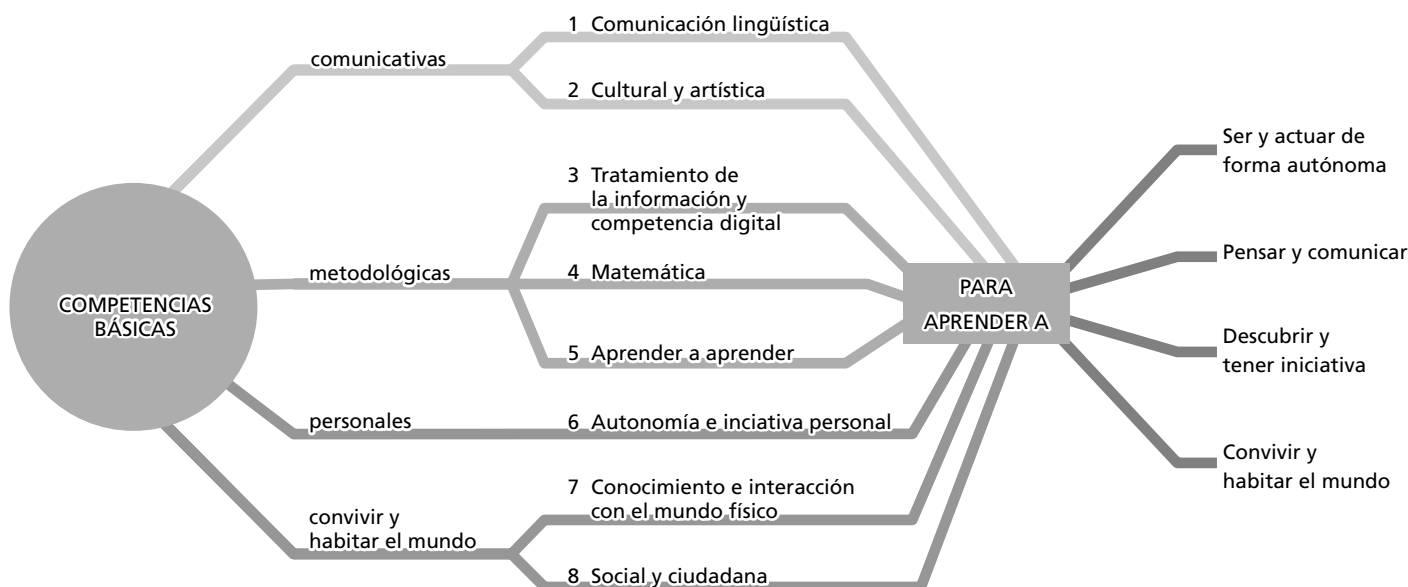 COMPETENCIAS
BÁSICAS
comunicativas
1 Comunicación lingüística
2 Cultural y artística
metodológicas
3 Tratamiento de
la información y
competencia digital
4 Matemática
5 Aprender a aprender
personales
6 Autonomía e inciativa personal
convivir y
habitar el mundo
7 Conocimiento e interacción
con el mundo físico
8 Social y ciudadana
PARA
APRENDER A
Ser y actuar de
forma autónoma
Pensar y comunicar
Descubrir y
tener iniciativa
Convivir y
habitar el mundo